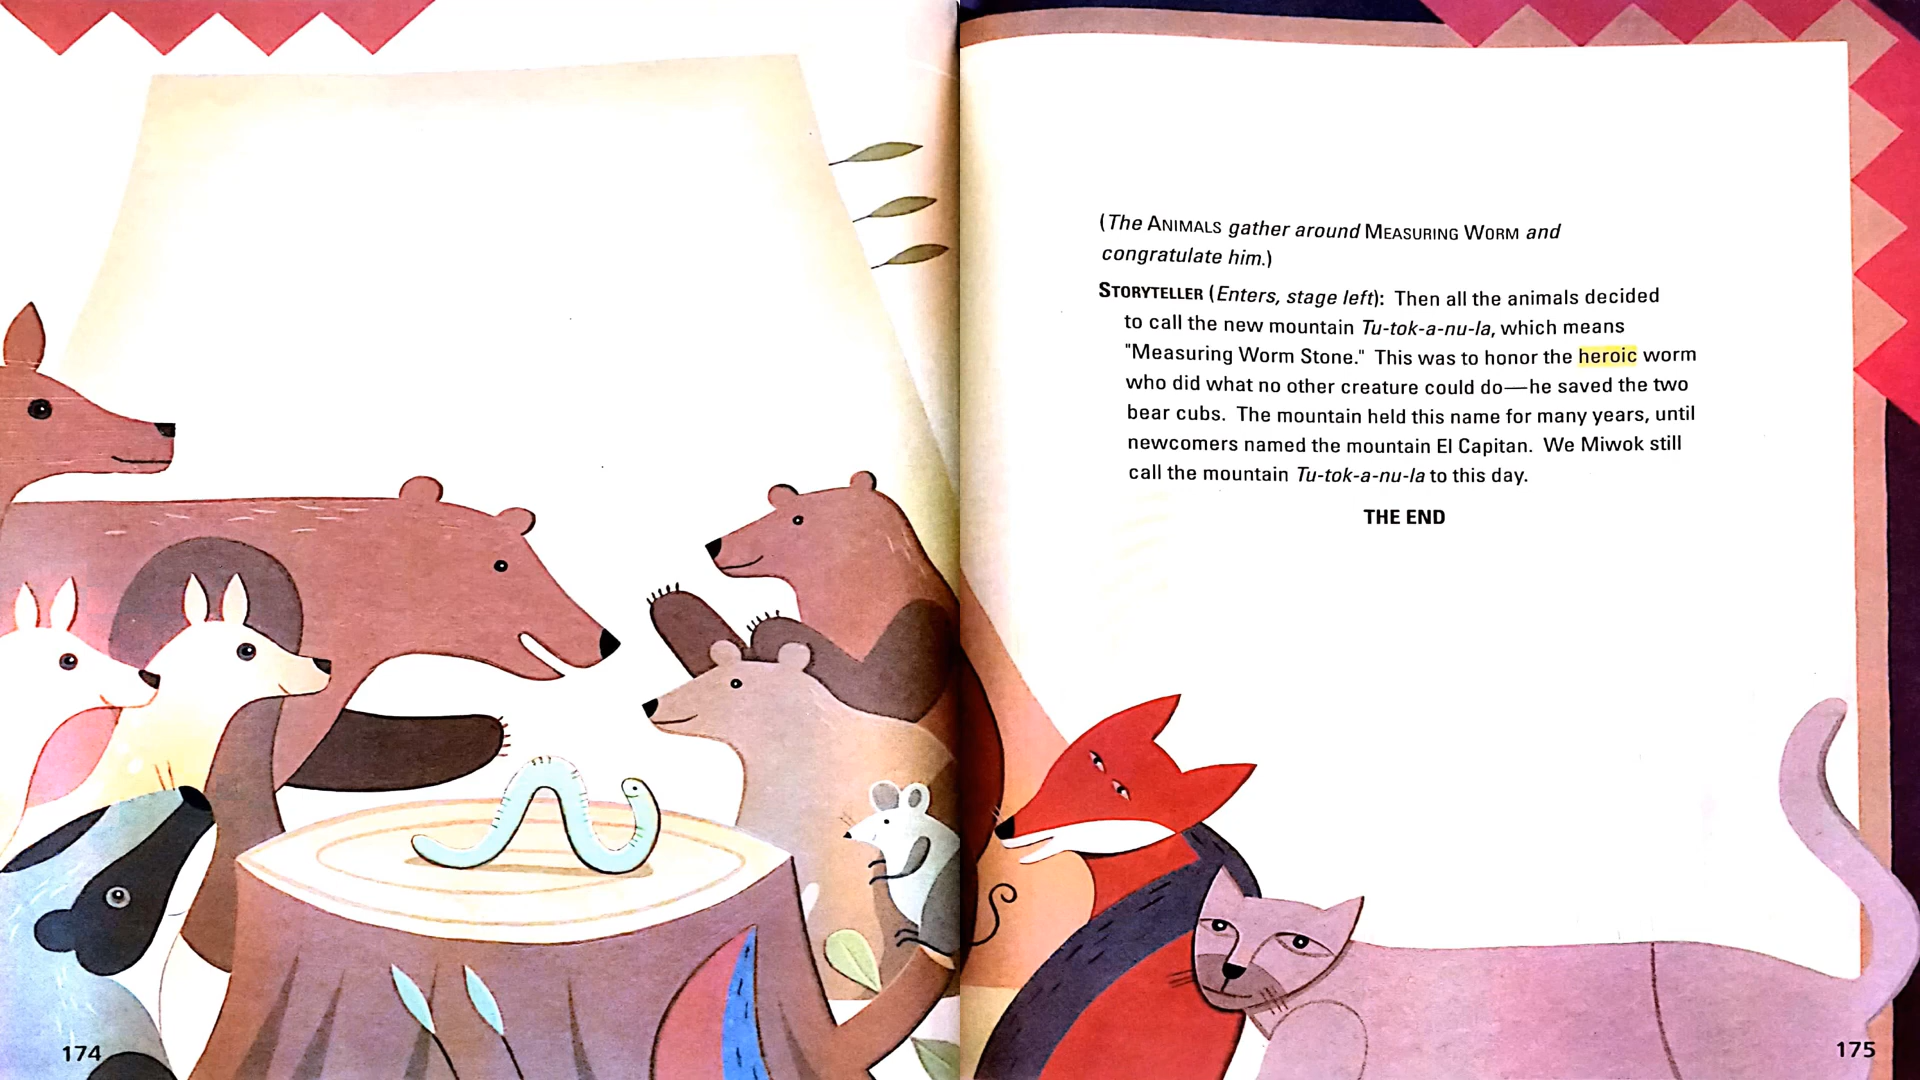 (The ANIMALS gather around MEASURING WORM and
congratulate him.)
STORYTELLER (Enters, stage left): Then all the animals decided
to call the new mountain Tu-tok-a-nu-la, which means
"Measuring Worm Stone." This was to honor the heroic worm
who did what no other creature could do—he saved the two
bear cubs. The mountain held this name for many years, until
newcomers named the mountain El Capitan. We Miwok still
call the mountain Tu-tok-a-nu-la to this day.
THE END
174
175